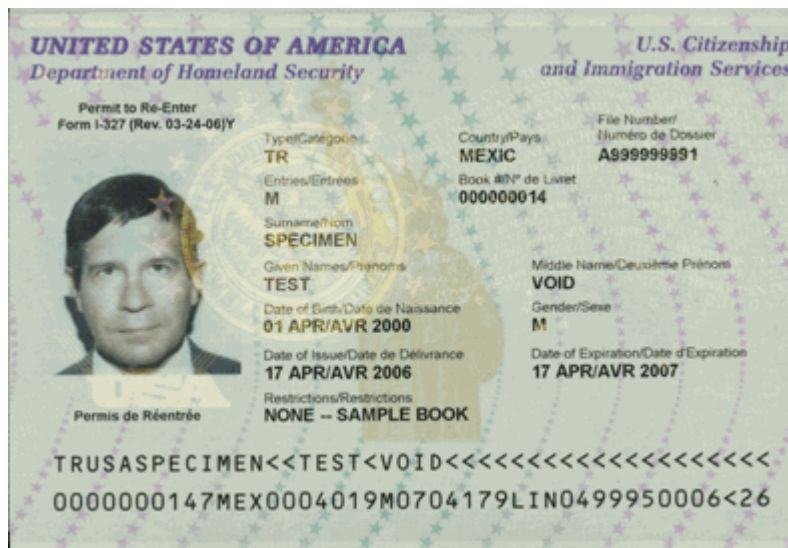 UNITED STATES OF AMERICA
Department of Homeland Security
U.S. Citizenship
and Immigration Services
Permit to Re-Enter
Form I-327 (Rev. 03-24-06)Y
Type/Catégorie
TR
Country/Pays
MEXIC
File Number/
Numéro de Dossier
A999999991
Entries/Entrées
M
Book #/Nº de Livret
000000014
Surname/Nom
SPECIMEN
Given Names/Prénoms
TEST
Middle Name/Deuxième Prénom
VOID
Date of Birth/Date de Naissance
01 APR/AVR 2000
Gender/Sexe
M
Date of Issue/Date de Délivrance
17 APR/AVR 2006
Date of Expiration/Date d'Expiration
17 APR/AVR 2007
Restrictions/Restrictions
NONE -- SAMPLE BOOK
USA
Permis de Réentrée
TRUSASPECIMEN<<TEST<VOID<<<<<<<<<<<<<<<<<<<<
0000000147MEX0004019M0704179LIN0499950006<26